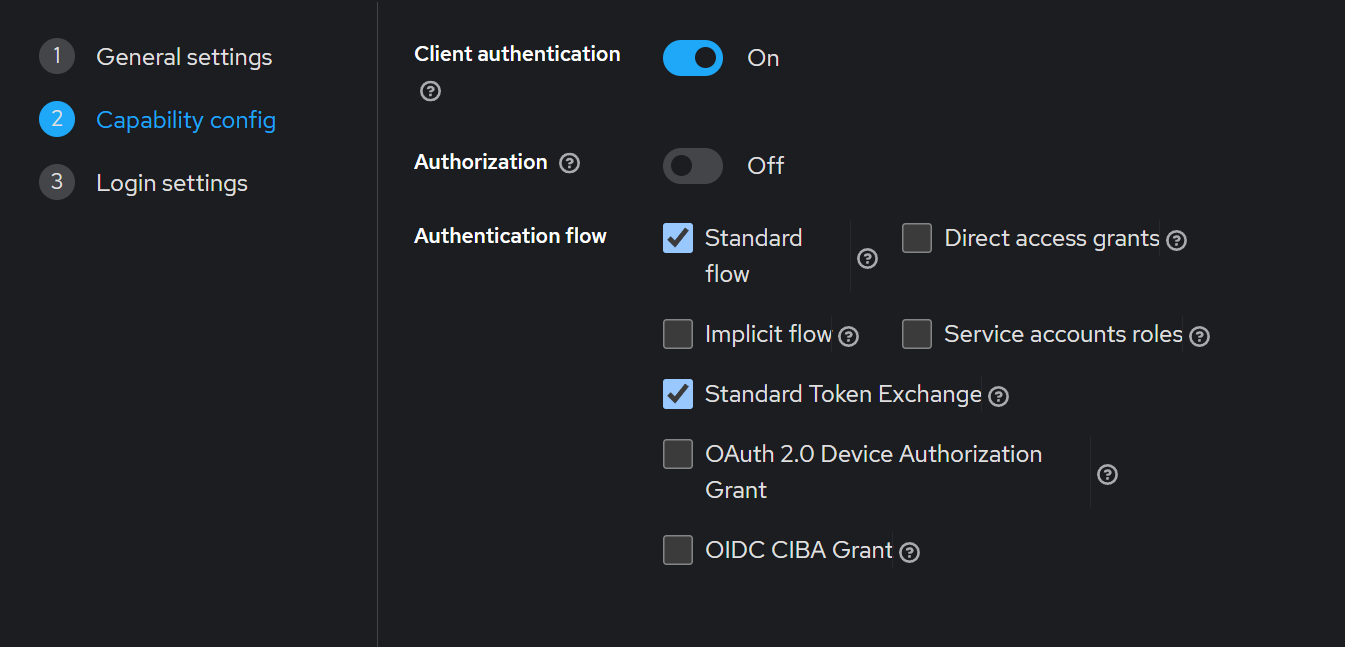 1 General settings
2 Capability config
3 Login settings
Client authentication
On
Authorization
Off
Authentication flow
Standard
flow
Direct access grants
Implicit flow
Service accounts roles
Standard Token Exchange
OAuth 2.0 Device Authorization
Grant
OIDC CIBA Grant